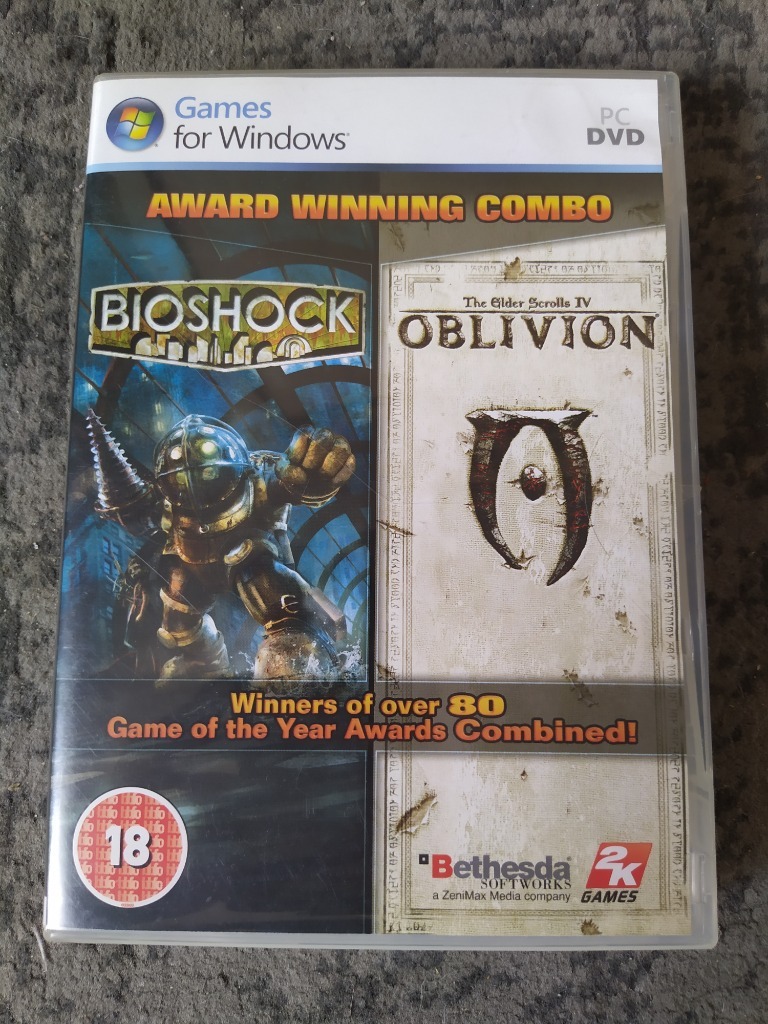 Games
for Windows
PC
DVD
AWARD WINNING COMBO
BIOSHOCK
The Elder Scrolls IV
OBLIVION
Winners of over 80
Game of the Year Awards Combined!
18
Bethesda
SOFTWORKS
a ZeniMax Media company
2K
GAMES